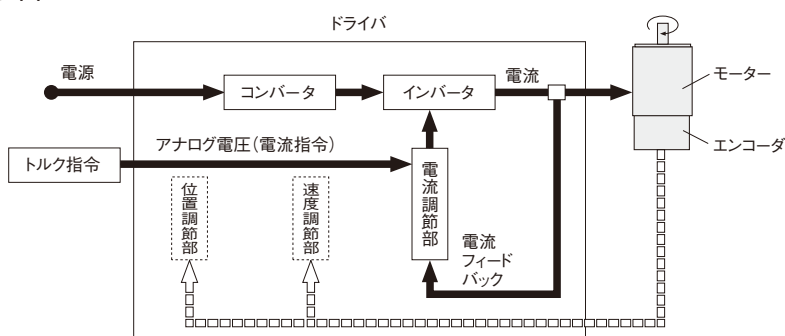 ドライバ
電源
コンバータ
インバータ
電流
モーター
エンコーダ
トルク指令
アナログ電圧(電流指令)
位置調節部
速度調節部
電流調節部
電流
フィード
バック